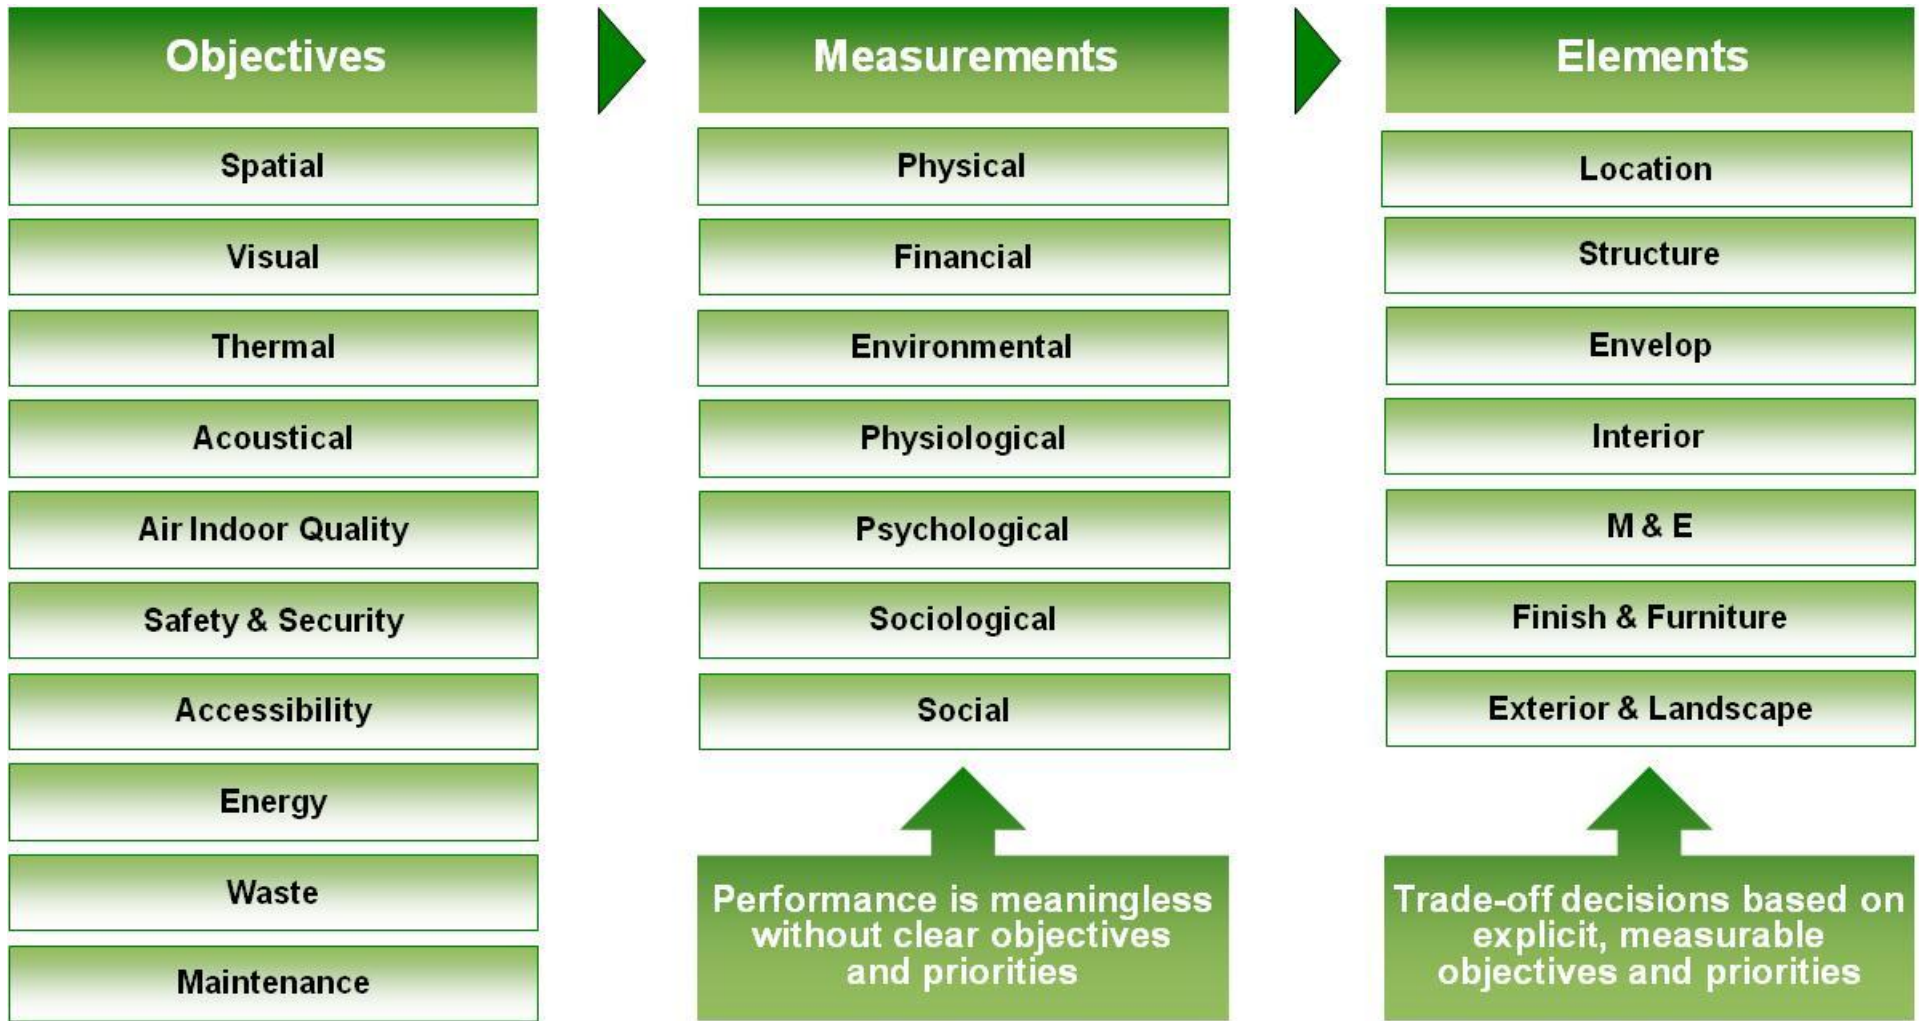 Objectives
Spatial
Visual
Thermal
Acoustical
Air Indoor Quality
Safety & Security
Accessibility
Energy
Waste
Maintenance
Measurements
Physical
Financial
Environmental
Physiological
Psychological
Sociological
Social
Performance is meaningless
without clear objectives
and priorities
Elements
Location
Structure
Envelop
Interior
M & E
Finish & Furniture
Exterior & Landscape
Trade-off decisions based on
explicit, measurable
objectives and priorities